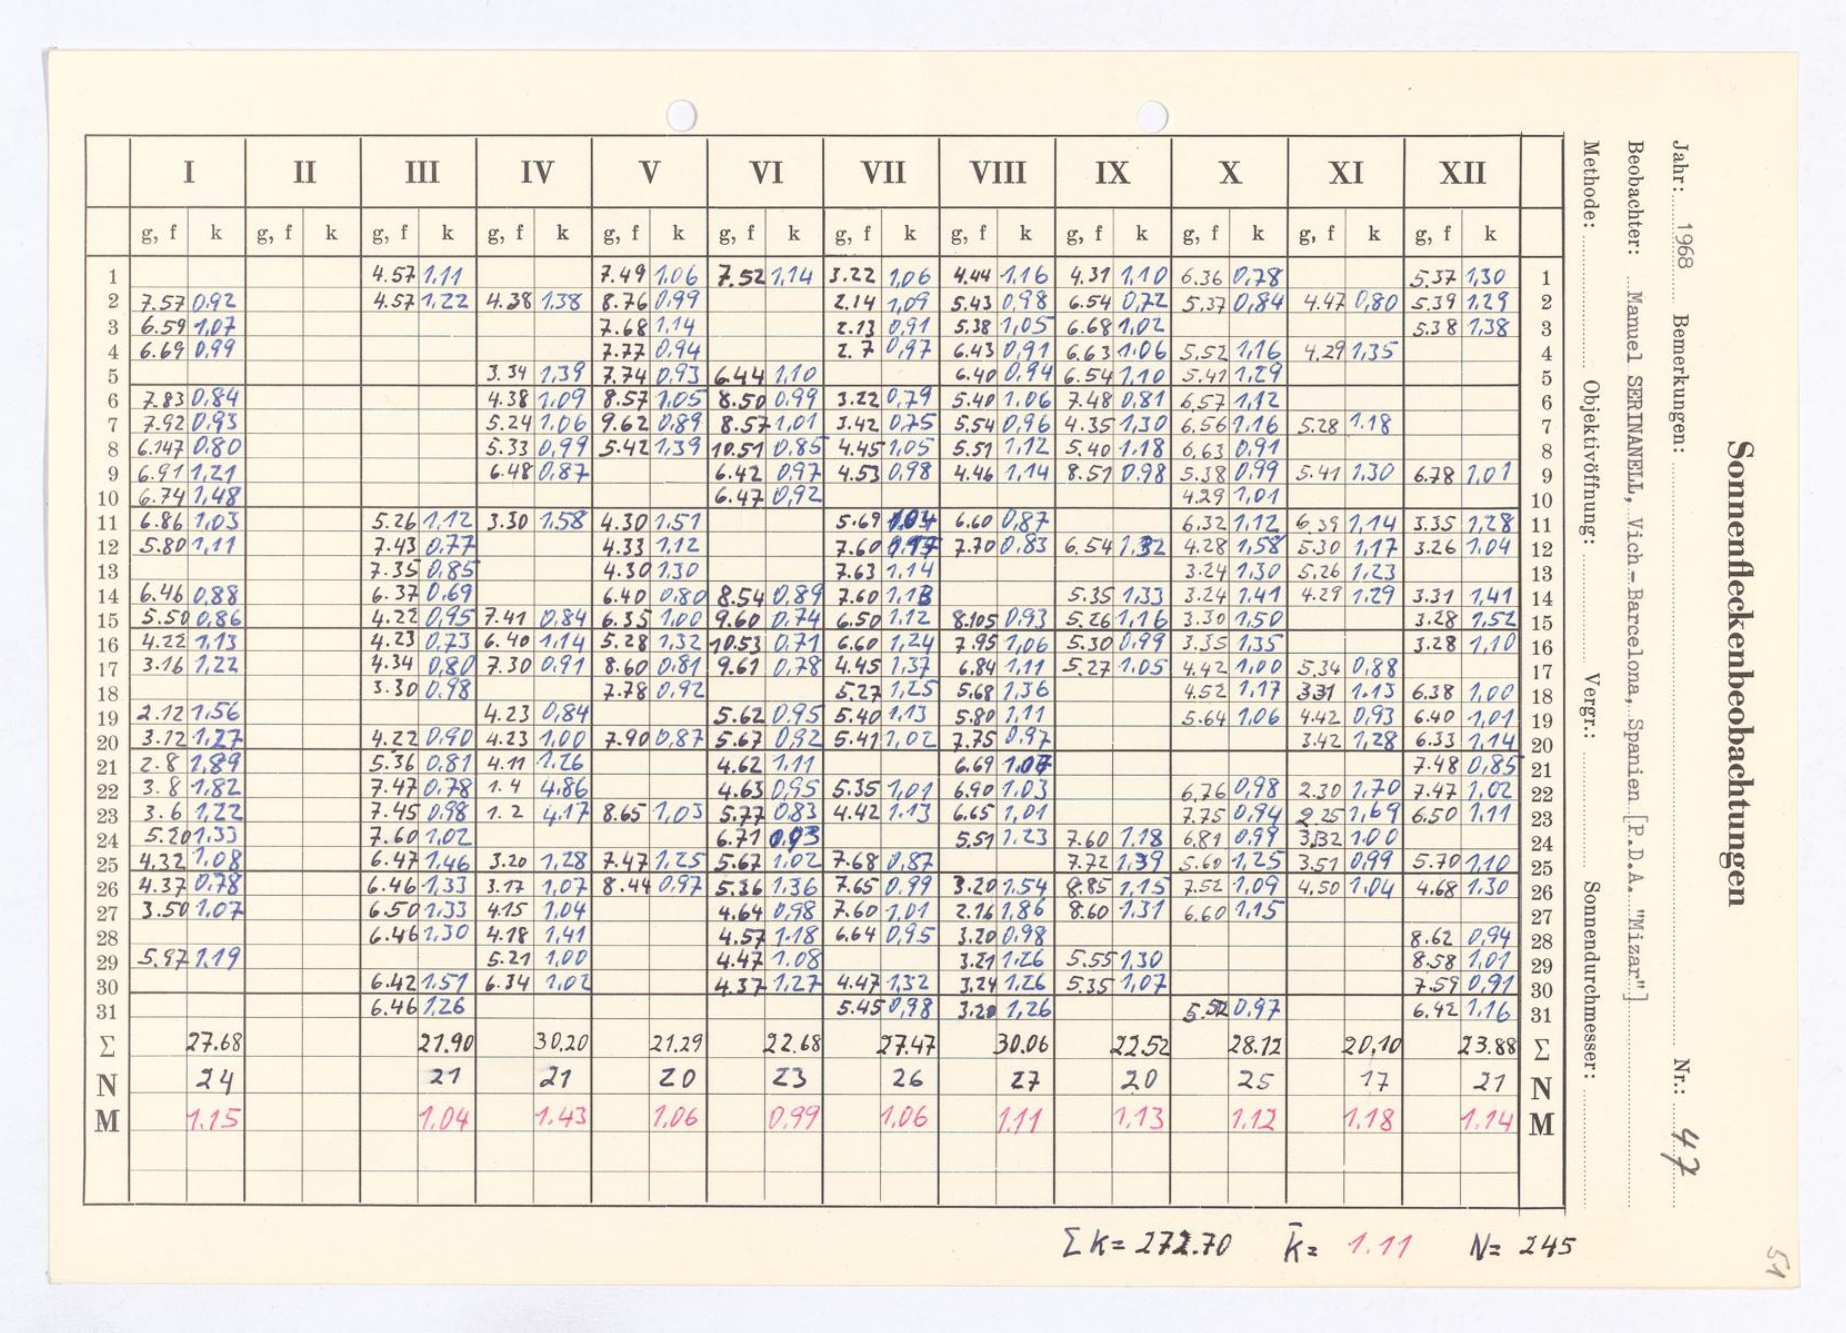 I II III IV V VI VII VIII IX X XI XII
g, f k g, f k g, f k g, f k g, f k g, f k g, f k g, f k g, f k g, f k g, f k g, f k
1 4.57 1,11 7.49 1.06 7.52 1,14 3.22 1,06 4.44 1.16 4.31 1,10 6.36 0,78 5.37 1,30 1
2 7.57 0,92 4.57 1,22 4.38 1,38 8.76 0,99 2.14 1,09 5.43 0,98 6.54 0,72 5,37 0,84 4.47 0,80 5.39 1,29 2
3 6.59 1,07 7.68 1,14 2.13 0,91 5.38 1,05 6.68 1,02 5.38 1,38 3
4 6.69 0,99 7.77 0,94 2. 7 0,97 6.43 0,91 6.63 1.06 5,52 1,16 4.29 1,35 4
5 3.34 1,39 7.74 0,93 6.44 1,10 6.40 0,94 6.54 1,10 5.41 1,29 5
6 7.83 0,84 4.38 1,09 8.57 1,05 8.50 0,99 3.22 0,79 5.40 1.06 7.48 0,81 6,57 1,12 6
7 7.92 0,93 5.24 1.06 9.62 0,89 8.57 1,01 3.42 0,75 5,54 0,96 4.35 1,30 6.56 1.16 5.28 1.18 7
8 6.147 0,80 5.33 0,99 5.42 1,39 10.51 0,85 4.45 1,05 5.51 1,12 5.40 1.18 6,63 0,91 8
9 6.91 1,21 6.48 0,87 6.42 0,97 4.53 0,98 4.46 1,14 8.51 0,98 5.38 0,99 5.41 1,30 6.78 1,01 9
10 6.74 1,48 6.47 0,92 4.29 1,01 10
11 6.86 1,03 5.26 1,12 3.30 1,58 4.30 1,51 5.69 1,04 6.60 0,87 6.32 1,12 6 39 1,14 3.35 1,28 11
12 5.80 1,11 7.43 0,77 4.33 1,12 7.60 7.70 0,83 6.54 1,32 4.28 1,58 5.30 1,17 3.26 1,04 12
13 7.35 0,85 4.30 1,30 7.63 1,14 3.24 1,30 5,26 1,23 13
14 6.46 0,88 6.37 0,69 6.40 0,80 8.54 0,89 7.60 1,13 5.35 1,33 3.24 1,41 4.29 1,29 3.31 1,41 14
15 5.50 0,86 4.22 0,95 7.41 0,84 6.35 1,00 9.60 0,74 6.50 1,12 8.105 0,93 5.26 1,16 3.30 1,50 3.28 1,52 15
16 4.22 1,13 4.23 0,73 6.40 1,14 5.28 1,32 10.53 0,71 6.60 1,24 7.95 1,06 5.30 0,99 3.35 1,35 3.28 1,10 16
17 3.16 1,22 4.34 0,80 7.30 0,91 8.60 0,81 9.61 0,78 4.45 1,37 6.84 1,11 5.27 1.05 4.42 1.00 5,34 0,88 17
18 3.30 0.98 7.78 0,92 5.27 1,25 5.68 1,36 4.52 1,17 331 1.13 6.38 1,00 18
19 2.12 1,56 4.23 0,84 5.62 0,95 5.40 1,13 5.80 1,11 5.64 1,06 4.42 0,93 6.40 1,01 19
20 3.12 1,27 4.22 0,90 4.23 1,00 7.90 0,87 5.67 0,92 5.41 1,02 7.75 0.97 3.42 1,28 6.33 1,14 20
21 2.8 1,89 5.36 0,81 4.11 1.26 4.62 1,11 6.69 1.07 7.48 0,85 21
22 3. 8 1,82 7.47 0,78 1. 4 4.86 4.63 0,95 5.35 1,01 6.90 1.03 6,76 0,98 2.30 1,70 7.47 1,02 22
23 3. 6 1,22 7.45 0,98 1. 2 4.17 8.65 1,03 5.77 0,83 4.42 1.13 6.65 1,01 7.75 0,94 2 25 1,69 6.50 1,11 23
24 5.20 1,33 7.60 1,02 6.71 0,93 5,51 1.23 7.60 1.18 6,81 0,99 3,32 1.00 24
25 4,32 1,08 6.47 1,46 3.20 1,28 7.47 1,25 5.67 1.02 7.68 0,87 7.72 1,39 5.60 1,25 3.51 0,99 5.70 1,10 25
26 4.37 0,78 6.46 1,33 3.17 1,07 8.44 0,97 5.36 1,36 7.65 0,99 3.20 1,54 8.85 1,15 7.52 1,09 4,50 1.04 4.68 1.30 26
27 3.50 1,07 6.50 1.33 4.15 1,04 4.64 0,98 7.60 1,01 2.16 1,86 8.60 1.31 6.60 1,15 27
28 6.46 1,30 4.18 1,41 4.57 1.18 6.64 0,95 3.20 0.98 8.62 0,94 28
29 5.97 1.19 5.21 1,00 4.47 1.08 3.21 1.26 5.55 1,30 8.58 1,01 29
30 6.42 1.51 6.34 1,02 4.37 1,27 4.47 1,32 3.24 1,26 5.35 1,07 7.59 0,91 30
31 6.46 1,26 5.45 0,98 3.20 1,26 5.52 0,97 6.42 1.16 31
Σ 27.68 21.90 30.20 21.29 22.68 27.47 30.06 22.52 28.12 20,10 23.88 Σ
N 24 21 21 20 23 26 27 20 25 17 21 N
M 1.15 1.04 1.43 1,06 0,99 1,06 1.11 1,13 1,12 1,18 1.14 M
Σ k = 272.70 k̄ = 1.11 N = 245
Sonnenfleckenbeobachtungen
Jahr: 1968 Bemerkungen: Nr.: 47
Beobachter: Manuel SERINANELL, Vich-Barcelona, Spanien [P.D.A. "Mizar"]
Methode: Objektivöffnung: Vergr.: Sonnendurchmesser:
51